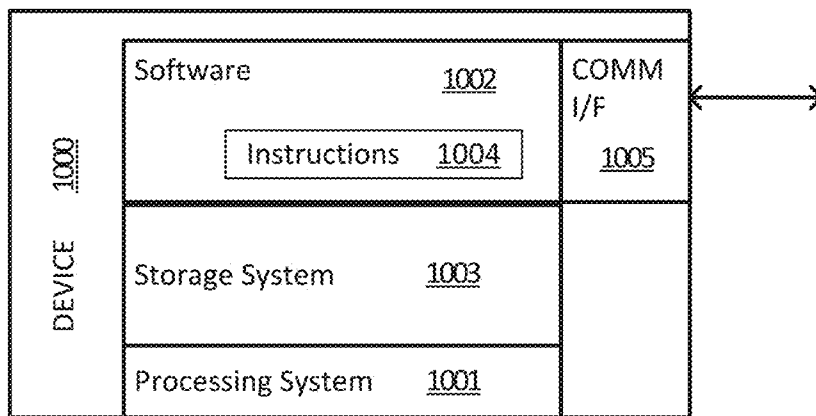 DEVICE 1000
Software 1002
Instructions 1004
COMM
I/F
1005
Storage System 1003
Processing System 1001